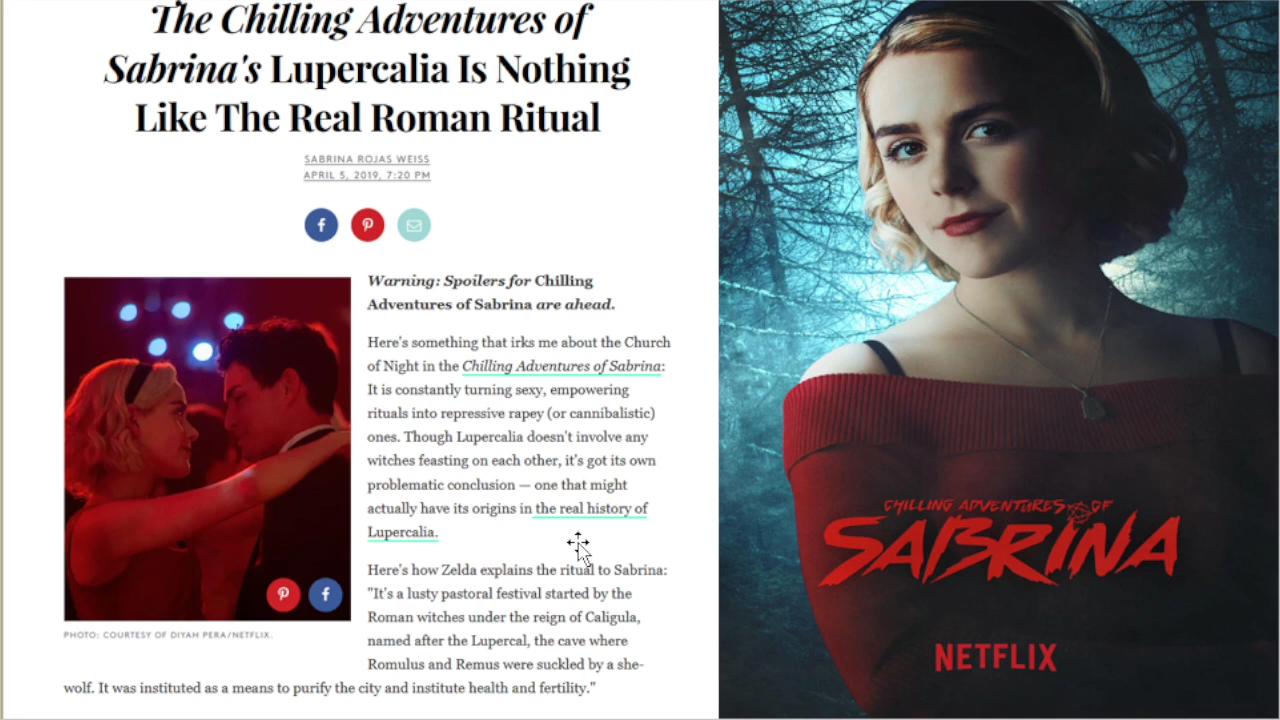 The Chilling Adventures of
Sabrina's Lupercalia Is Nothing
Like The Real Roman Ritual
SABRINA ROJAS WEISS
APRIL 5, 2019, 7:20 PM
Warning: Spoilers for Chilling
Adventures of Sabrina are ahead.
Here's something that irks me about the Church
of Night in the Chilling Adventures of Sabrina:
It is constantly turning sexy, empowering
rituals into repressive rapey (or cannibalistic)
ones. Though Lupercalia doesn't involve any
witches feasting on each other, it's got its own
problematic conclusion — one that might
actually have its origins in the real history of
Lupercalia.
Here's how Zelda explains the ritual to Sabrina:
"It's a lusty pastoral festival started by the
Roman witches under the reign of Caligula,
named after the Lupercal, the cave where
Romulus and Remus were suckled by a she-
wolf. It was instituted as a means to purify the city and institute health and fertility."
PHOTO: COURTESY OF DIYAH PERA/NETFLIX.
CHILLING ADVENTURES OF
SABRINA
NETFLIX